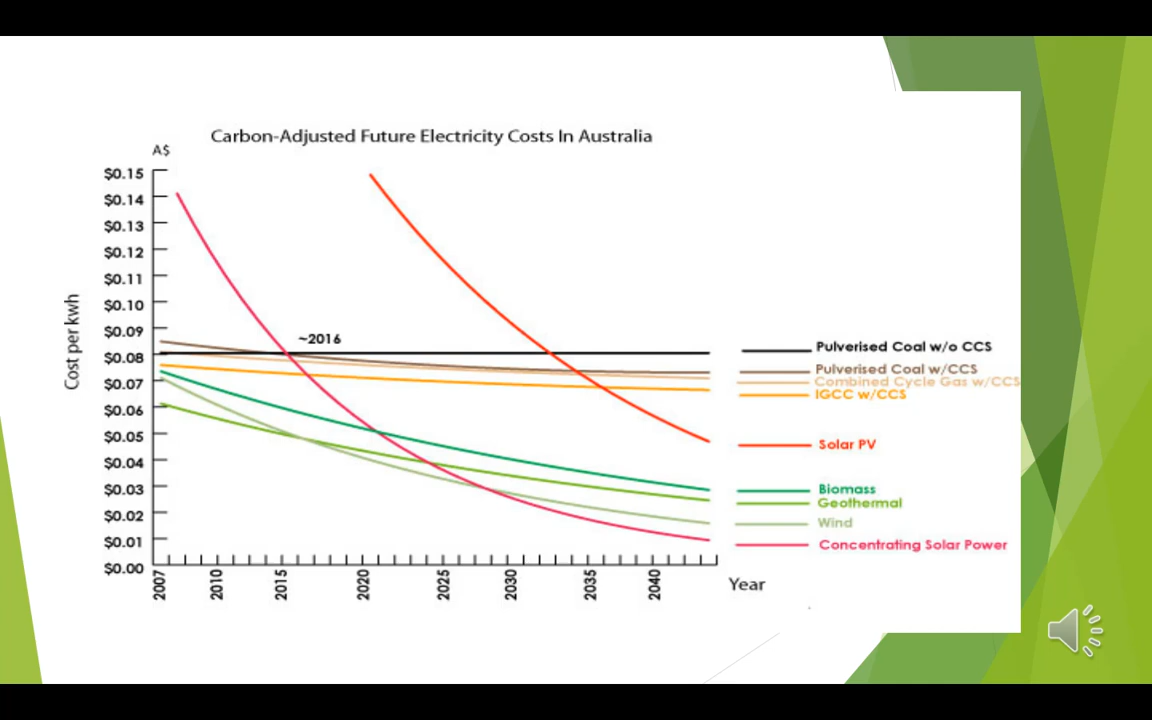 Carbon-Adjusted Future Electricity Costs In Australia
A$
$0.15
$0.14
$0.13
$0.12
$0.11
$0.10
$0.09
$0.08
$0.07
$0.06
$0.05
$0.04
$0.03
$0.02
$0.01
$0.00
Cost per kwh
~2016
Pulverised Coal w/o CCS
Pulverised Coal w/CCS
Combined Cycle Gas w/CCS
IGCC w/CCS
Solar PV
Biomass
Geothermal
Wind
Concentrating Solar Power
2007 2010 2015 2020 2025 2030 2035 2040
Year